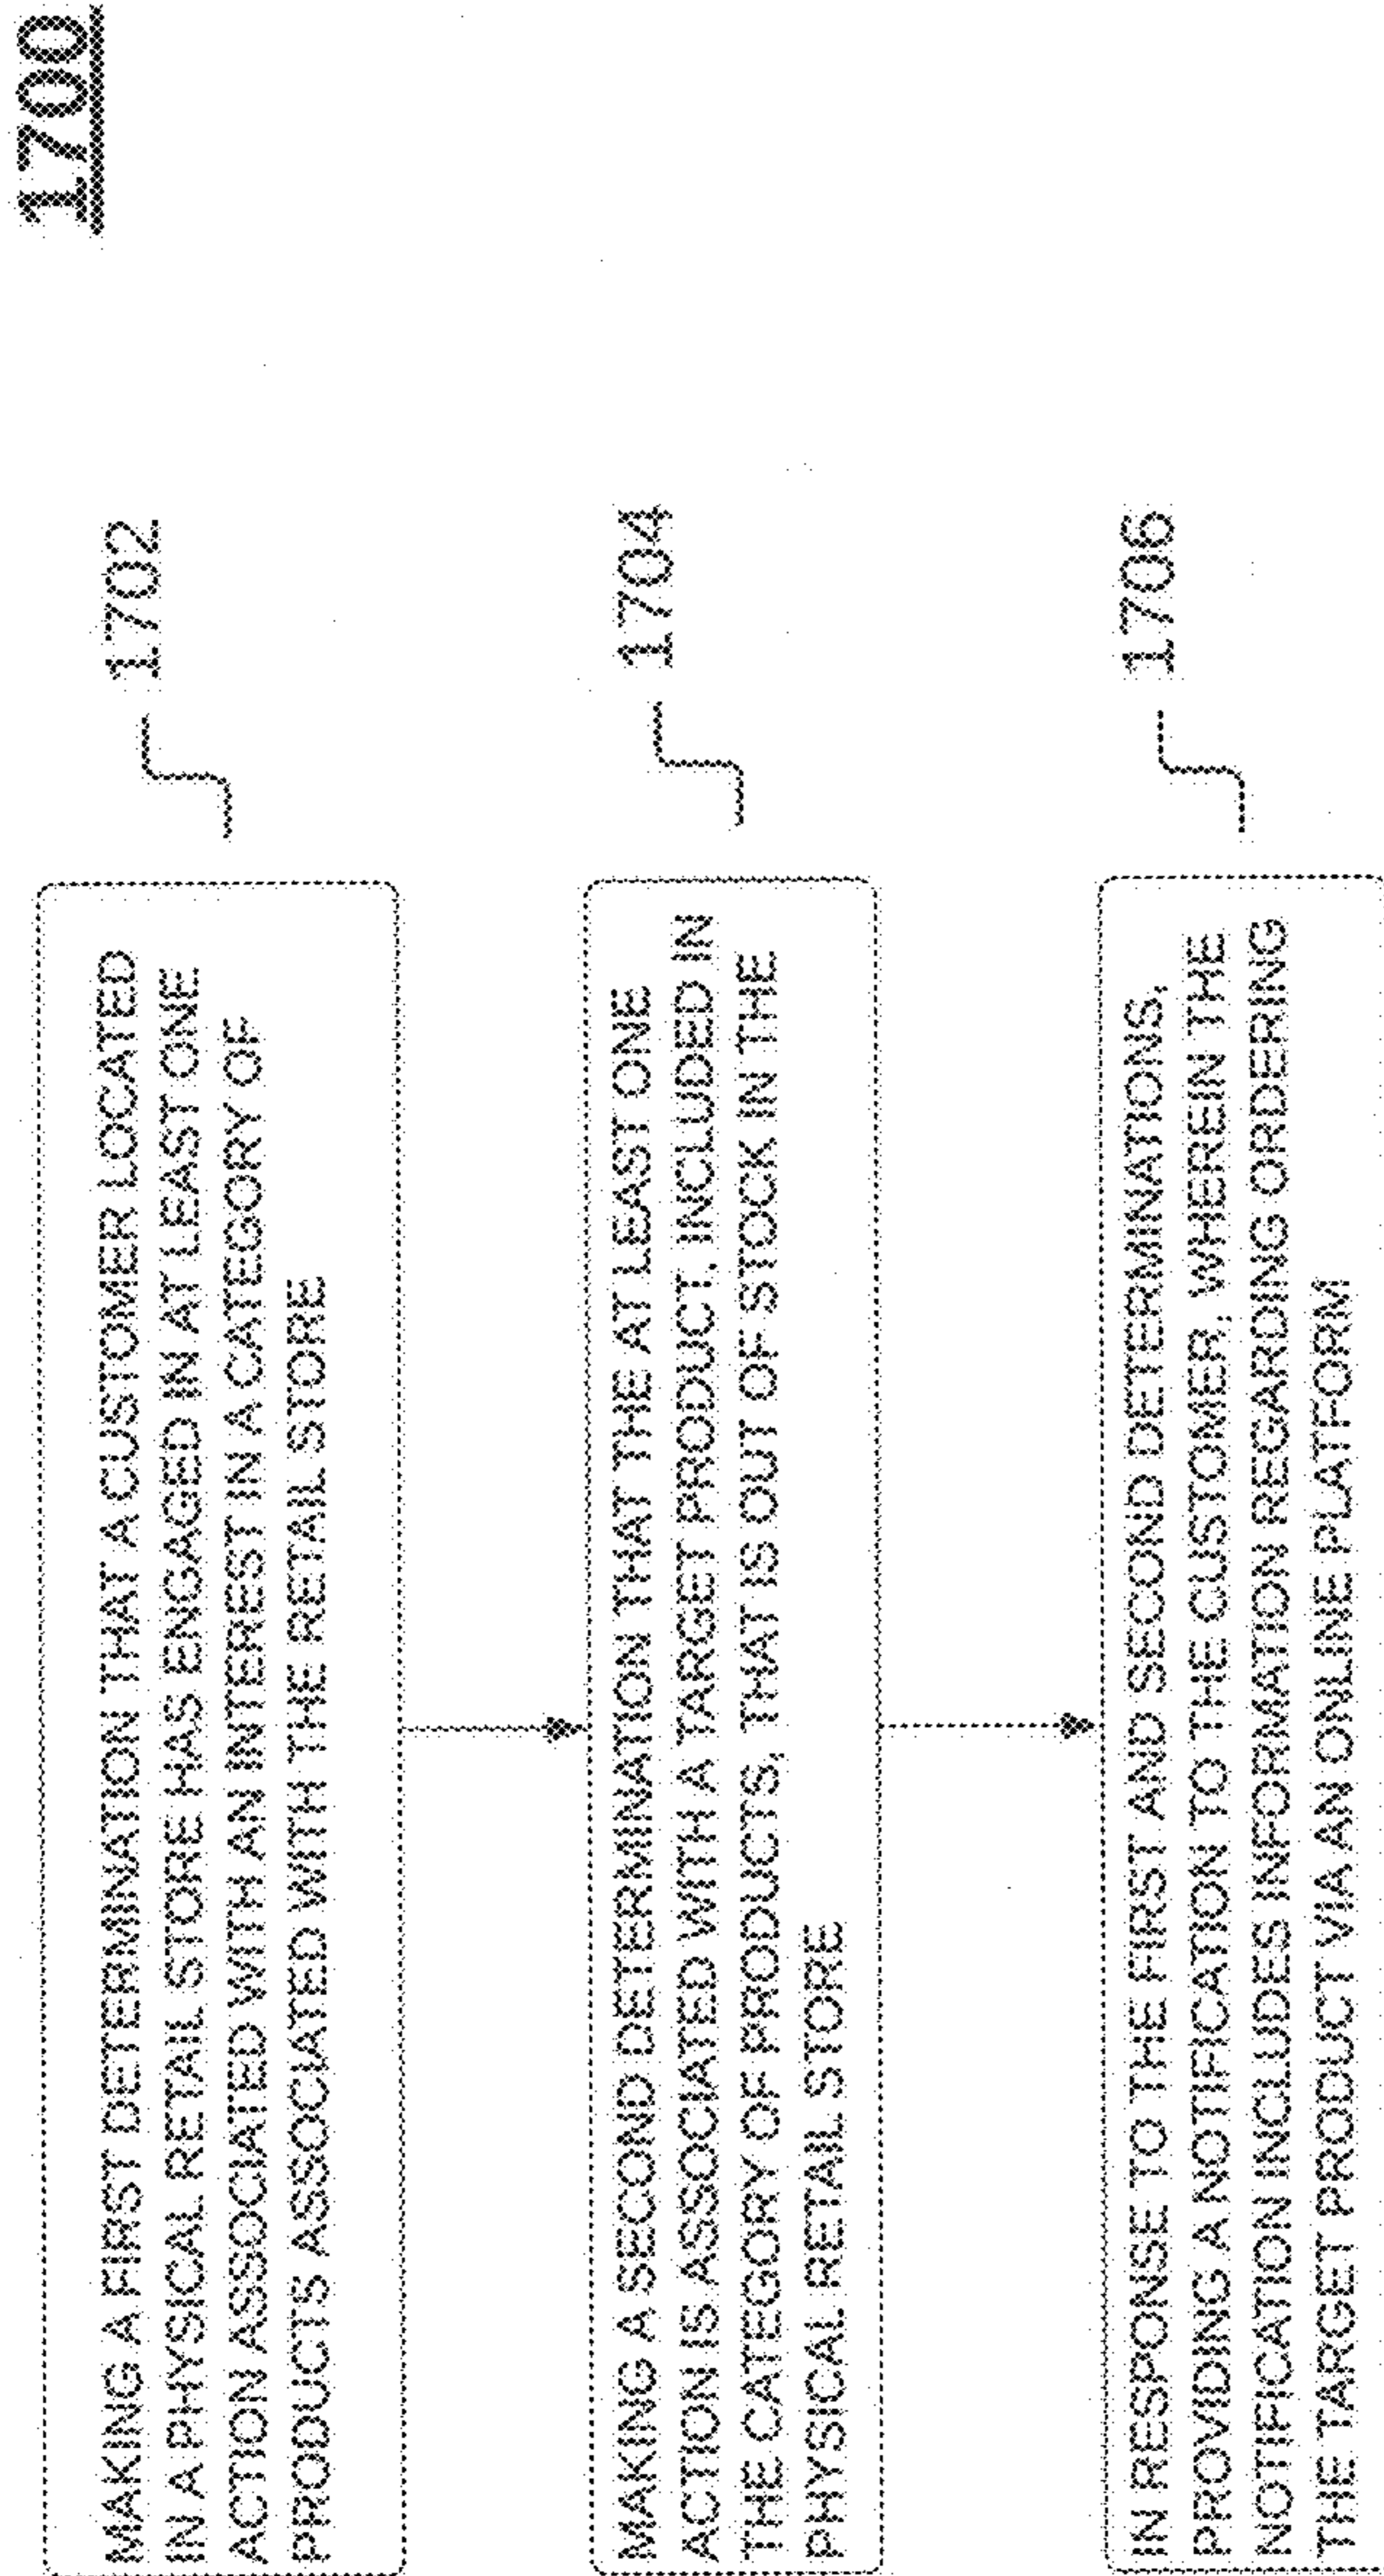 1700
MAKING A FIRST DETERMINATION THAT A CUSTOMER LOCATED
IN A PHYSICAL RETAIL STORE HAS ENGAGED IN AT LEAST ONE
ACTION ASSOCIATED WITH AN INTEREST IN A CATEGORY OF
PRODUCTS ASSOCIATED WITH THE RETAIL STORE
1702
MAKING A SECOND DETERMINATION THAT THE AT LEAST ONE
ACTION IS ASSOCIATED WITH A TARGET PRODUCT, INCLUDED IN
THE CATEGORY OF PRODUCTS, THAT IS OUT OF STOCK IN THE
PHYSICAL RETAIL STORE
1704
IN RESPONSE TO THE FIRST AND SECOND DETERMINATIONS,
PROVIDING A NOTIFICATION TO THE CUSTOMER, WHEREIN THE
NOTIFICATION INCLUDES INFORMATION REGARDING ORDERING
THE TARGET PRODUCT VIA AN ONLINE PLATFORM
1706